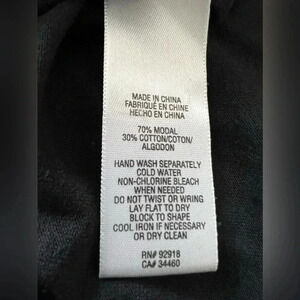 MADE IN CHINA
FABRIQUÉ EN CHINE
HECHO EN CHINA
70% MODAL
30% COTTON/COTON/
ALGODON
HAND WASH SEPARATELY
COLD WATER
NON-CHLORINE BLEACH
WHEN NEEDED
DO NOT TWIST OR WRING
LAY FLAT TO DRY
BLOCK TO SHAPE
COOL IRON IF NECESSARY
OR DRY CLEAN
RN# 92918
CA# 34460